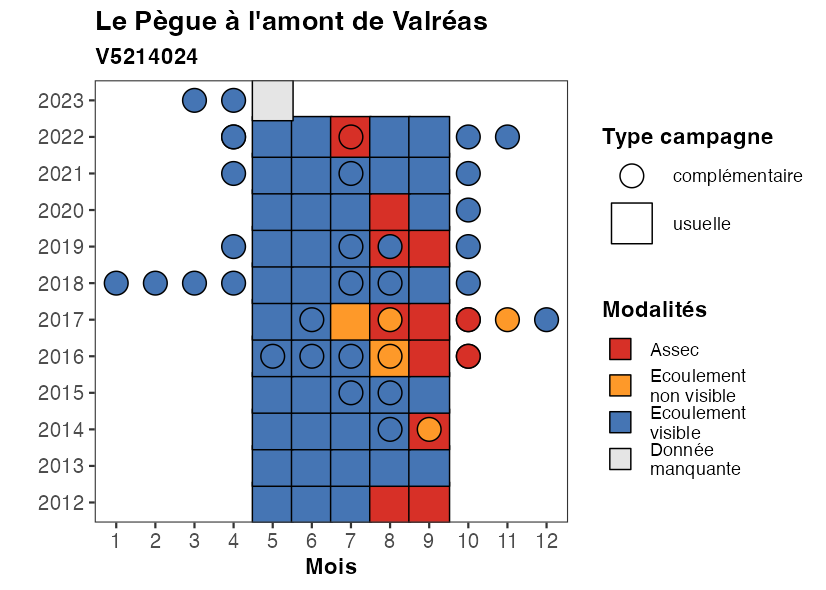 Le Pègue à l'amont de Valréas
V5214024
2023
2022
2021
2020
2019
2018
2017
2016
2015
2014
2013
2012
1 2 3 4 5 6 7 8 9 10 11 12
Mois
Type campagne
complémentaire
usuelle
Modalités
Assec
Ecoulement
non visible
Ecoulement
visible
Donnée
manquante